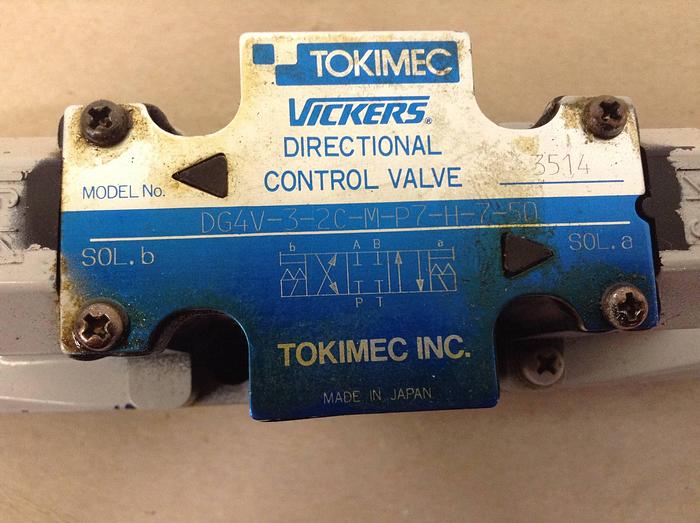 TOKIMEC
VICKERS®
DIRECTIONAL
CONTROL VALVE
3514
MODEL No.
DG4V-3-2C-M-P7-H-7-50
SOL.b
b A B a
SOL.a
P T
TOKIMEC INC.
MADE IN JAPAN